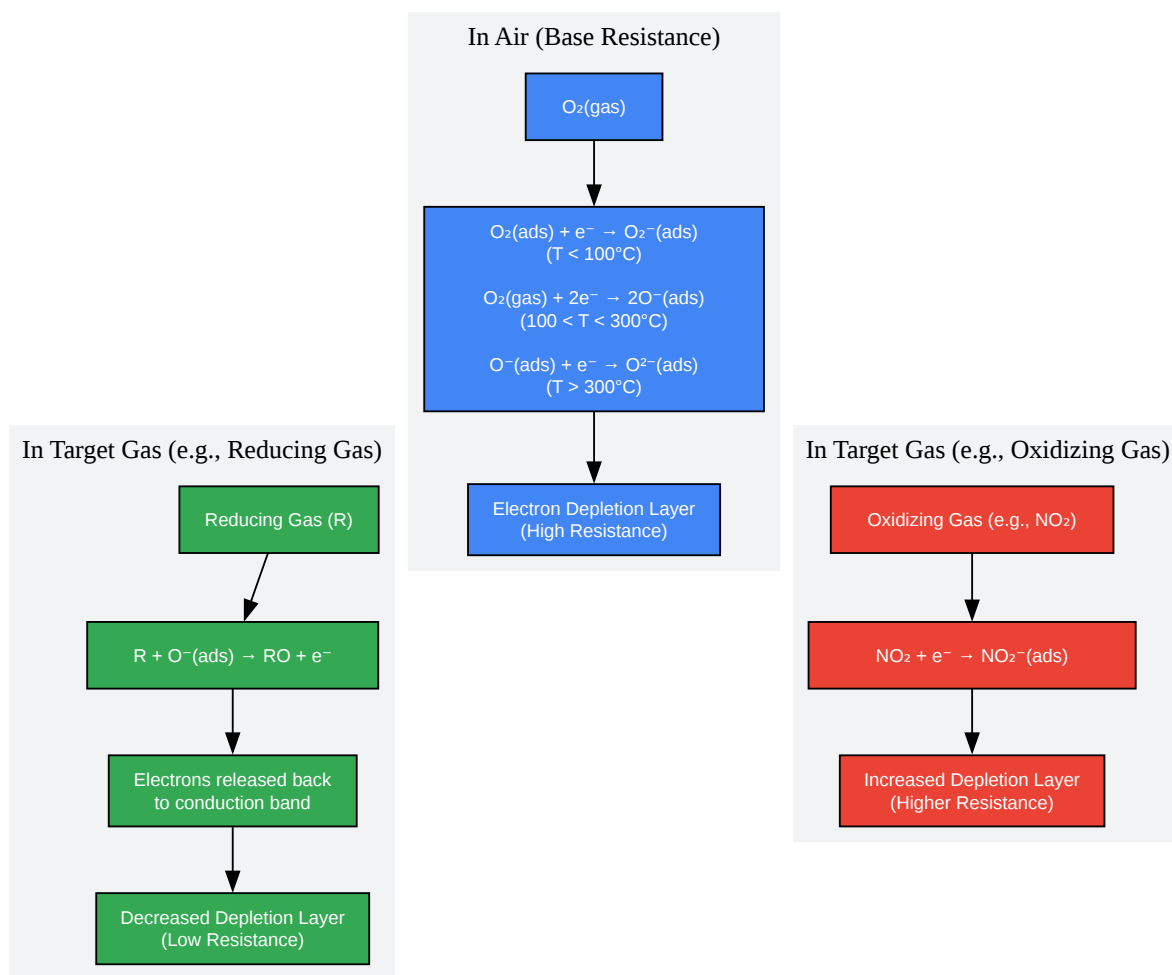 In Air (Base Resistance)
O₂(gas)
O₂(ads) + e⁻ → O₂⁻(ads)
(T < 100°C)
O₂(gas) + 2e⁻ → 2O⁻(ads)
(100 < T < 300°C)
O⁻(ads) + e⁻ → O²⁻(ads)
(T > 300°C)
Electron Depletion Layer
(High Resistance)
In Target Gas (e.g., Reducing Gas)
Reducing Gas (R)
R + O⁻(ads) → RO + e⁻
Electrons released back
to conduction band
Decreased Depletion Layer
(Low Resistance)
In Target Gas (e.g., Oxidizing Gas)
Oxidizing Gas (e.g., NO₂)
NO₂ + e⁻ → NO₂⁻(ads)
Increased Depletion Layer
(Higher Resistance)